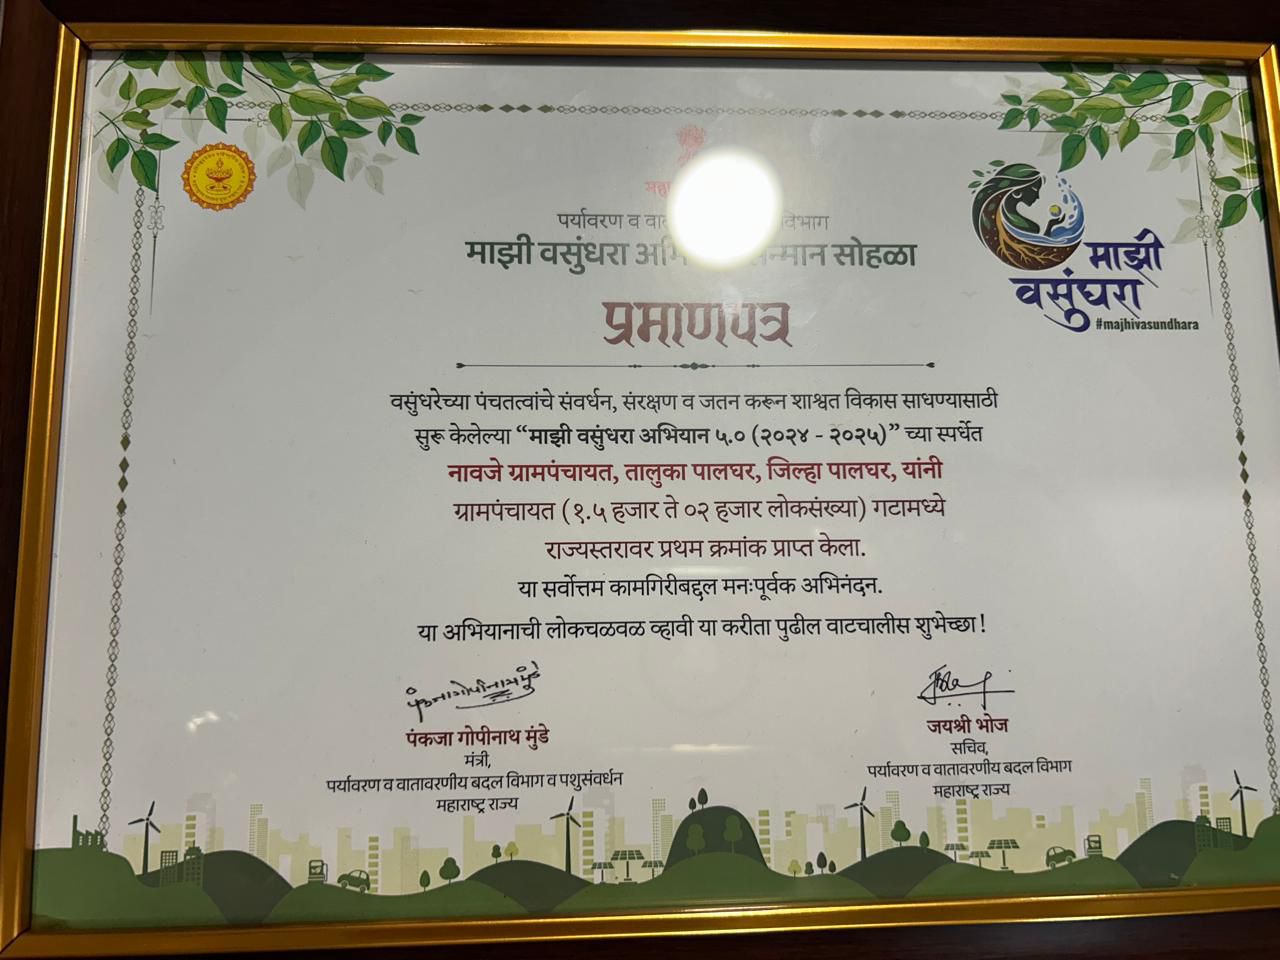 पर्यावरण व विभाग
माझी वसुंधरा सन्मान सोहळा
माझी
वसुंधरा
#majhivasundhara
प्रमाणपत्र
वसुंधरेच्या पंचतत्वांचे संवर्धन, संरक्षण व जतन करून शाश्वत विकास साधण्यासाठी
सुरू केलेल्या “माझी वसुंधरा अभियान ५.० (२०२४ - २०२५)” च्या स्पर्धेत
नावजे ग्रामपंचायत, तालुका पालघर, जिल्हा पालघर, यांनी
ग्रामपंचायत (१.५ हजार ते ०२ हजार लोकसंख्या) गटामध्ये
राज्यस्तरावर प्रथम क्रमांक प्राप्त केला.
या सर्वोत्तम कामगिरीबद्दल मनःपूर्वक अभिनंदन.
या अभियानाची लोकचळवळ व्हावी या करीता पुढील वाटचालीस शुभेच्छा!
पंकजा गोपीनाथ मुंडे
पंकजा गोपीनाथ मुंडे
मंत्री,
पर्यावरण व वातावरणीय बदल विभाग व पशुसंवर्धन
महाराष्ट्र राज्य
जयश्री भोज
सचिव,
पर्यावरण व वातावरणीय बदल विभाग
महाराष्ट्र राज्य